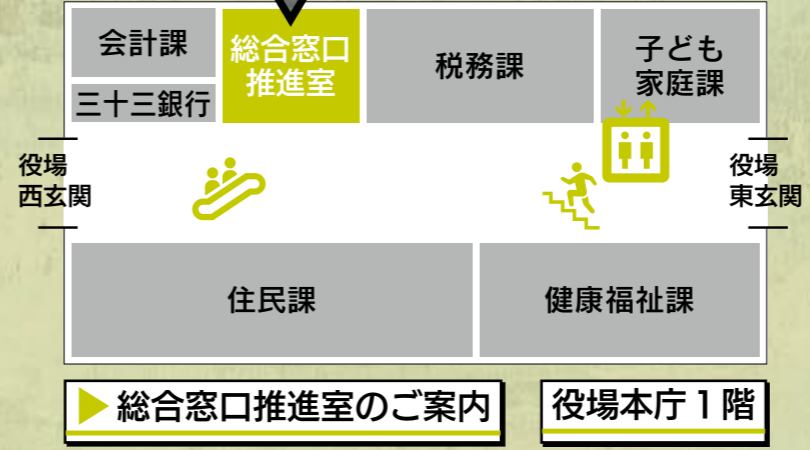 会計課
三十三銀行
総合窓口
推進室
税務課
子ども
家庭課
役場
西玄関
役場
東玄関
住民課
健康福祉課
総合窓口推進室のご案内
役場本庁1階